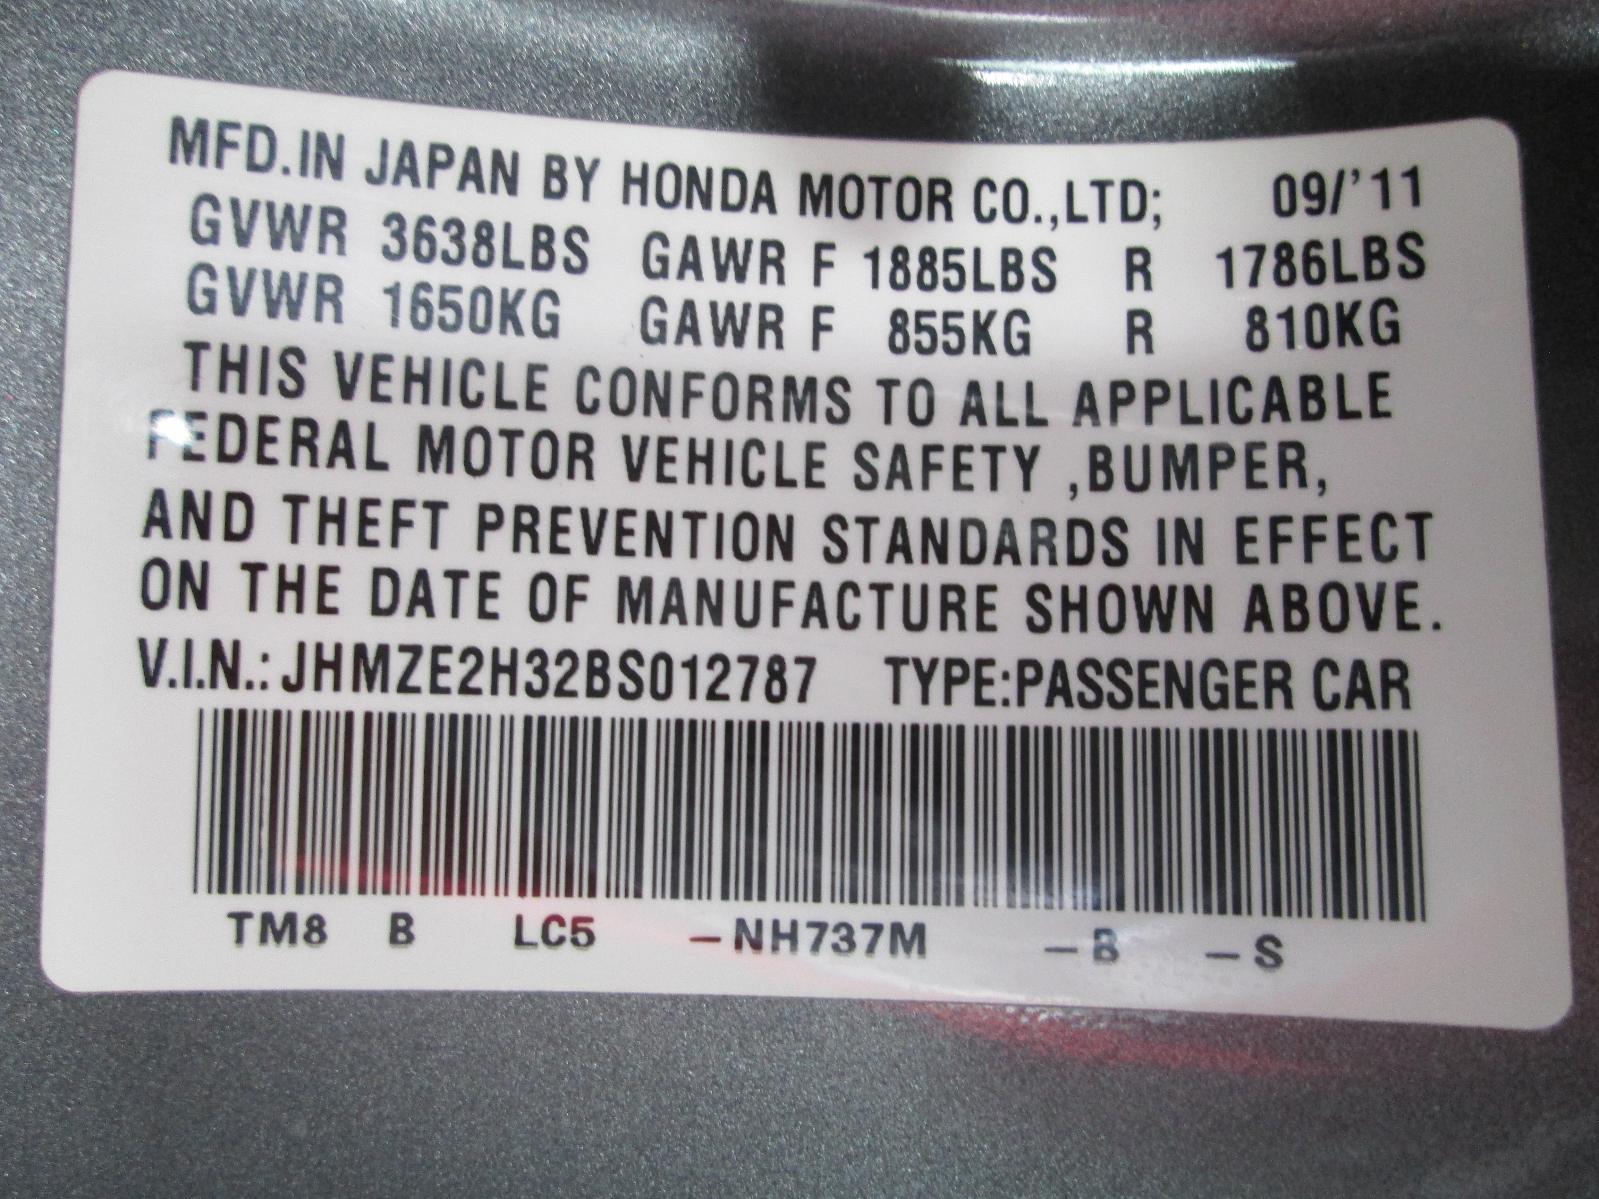 MFD.IN JAPAN BY HONDA MOTOR CO.,LTD; 09/'11
GVWR 3638LBS GAWR F 1885LBS R 1786LBS
GVWR 1650KG GAWR F 855KG R 810KG
THIS VEHICLE CONFORMS TO ALL APPLICABLE
FEDERAL MOTOR VEHICLE SAFETY ,BUMPER,
AND THEFT PREVENTION STANDARDS IN EFFECT
ON THE DATE OF MANUFACTURE SHOWN ABOVE.
V.I.N.:JHMZE2H32BS012787 TYPE:PASSENGER CAR
TM8 B LC5 -NH737M -B -S